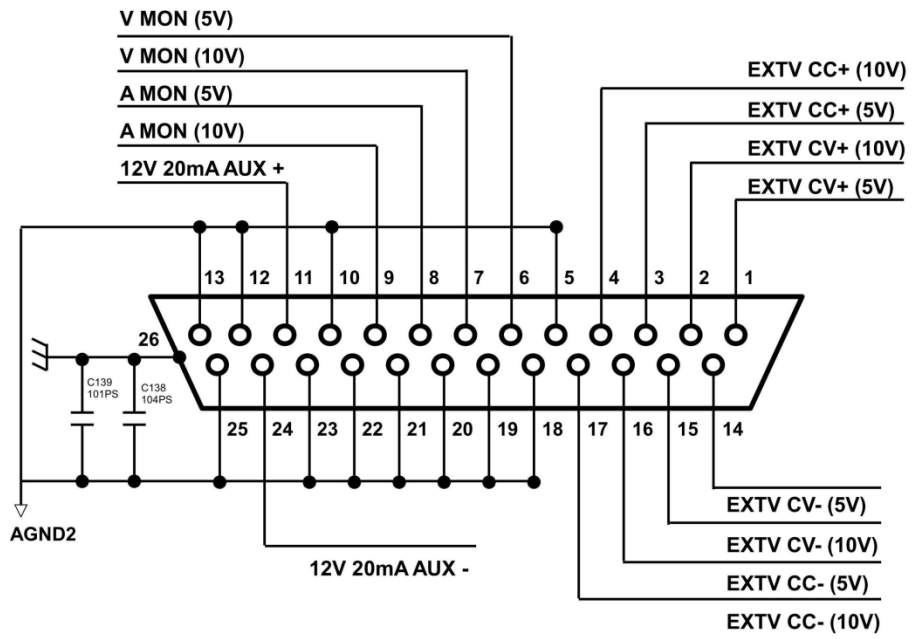 V MON (5V)
V MON (10V)
A MON (5V)
A MON (10V)
12V 20mA AUX +
EXTV CC+ (10V)
EXTV CC+ (5V)
EXTV CV+ (10V)
EXTV CV+ (5V)
13 12 11 10 9 8 7 6 5 4 3 2 1
26
C139
101PS
C138
104PS
25 24 23 22 21 20 19 18 17 16 15 14
AGND2
12V 20mA AUX -
EXTV CV- (5V)
EXTV CV- (10V)
EXTV CC- (5V)
EXTV CC- (10V)